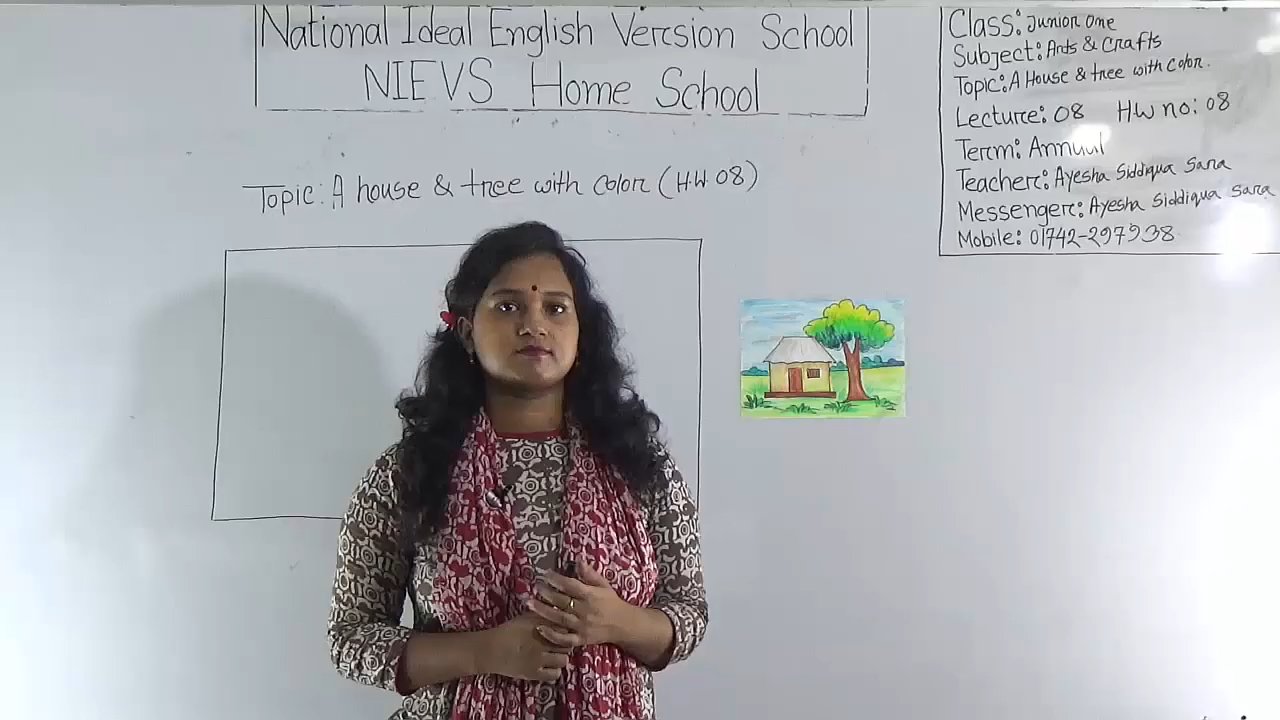 National Ideal English Version School
NIEVS Home School
Topic: A house & tree with color (HW 08)
Class: Junior One
Subject: Arts & Crafts
Topic: A House & tree with color.
Lecture: 08 HW no: 08
Term: Annual
Teacher: Ayesha Siddiqua Sara
Messenger: Ayesha Siddiqua Sara
Mobile: 01742-297938